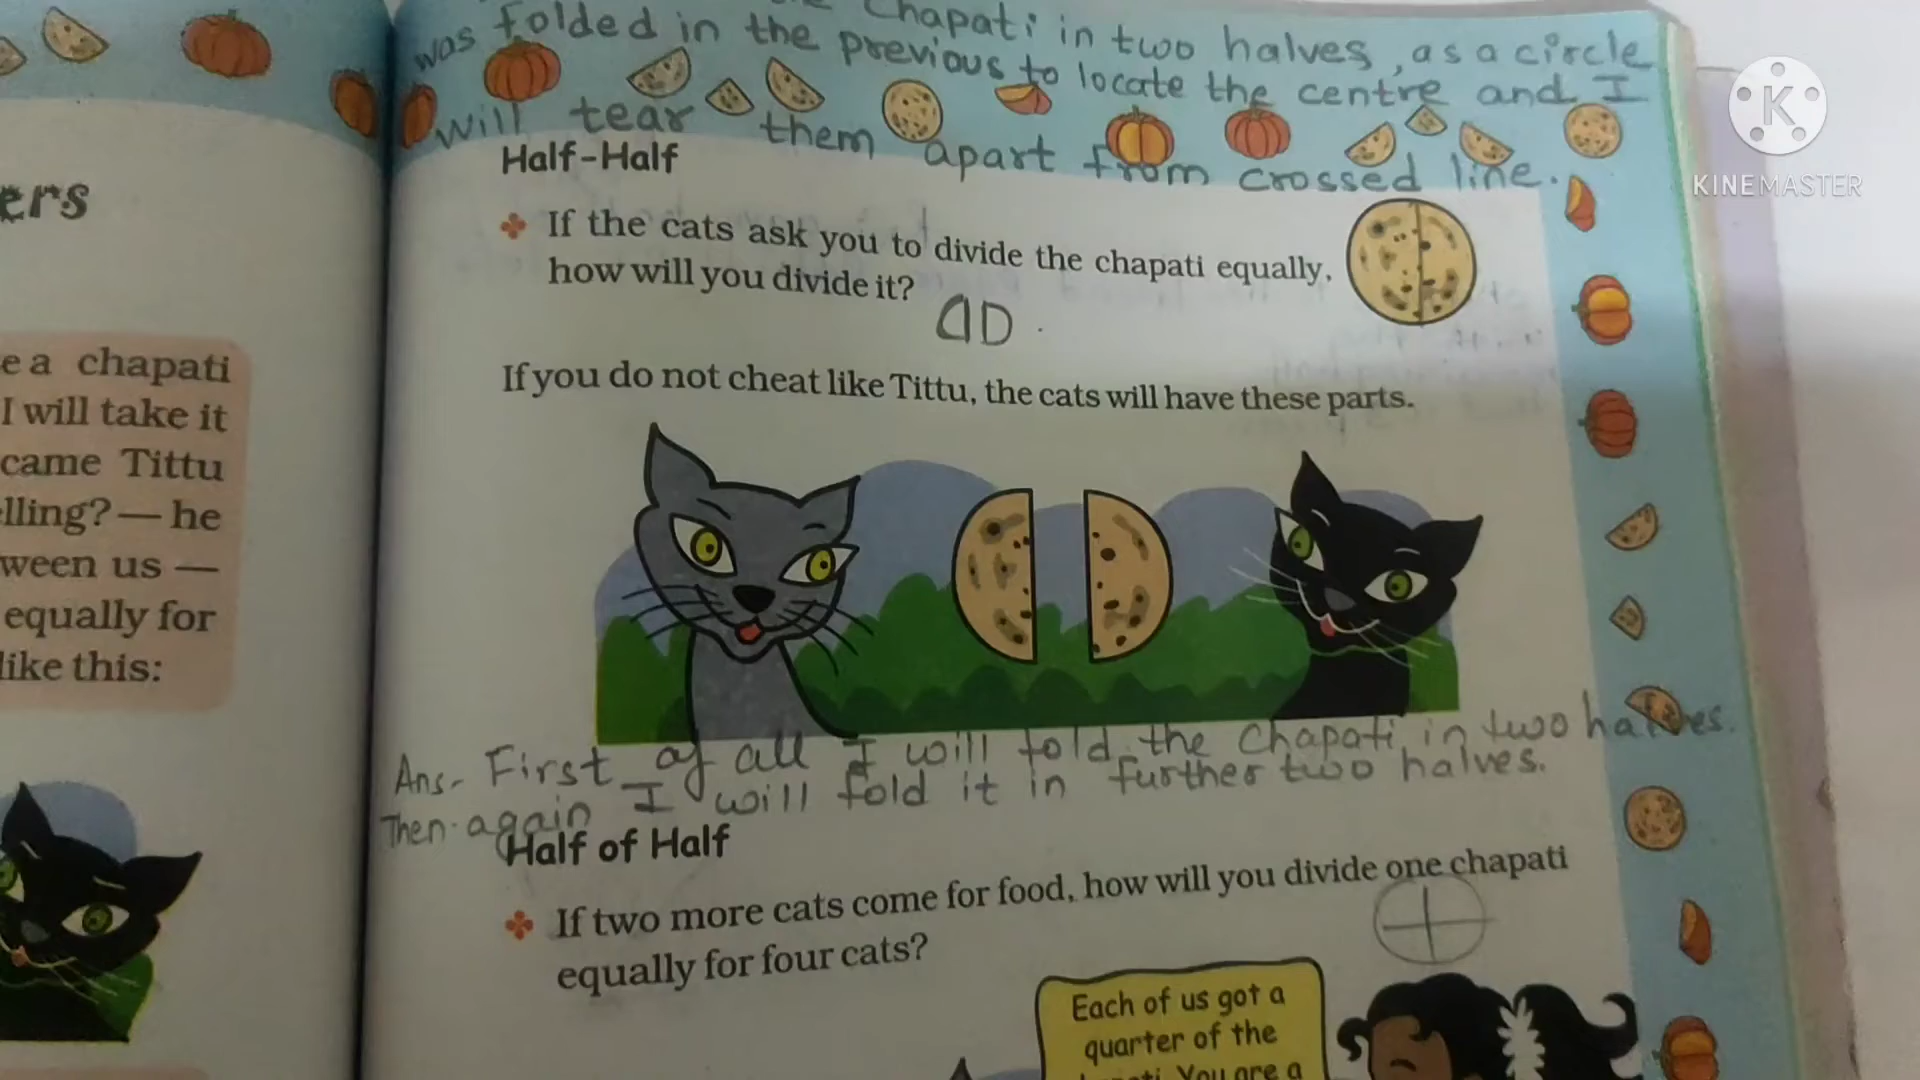 Chapati in two halves, as a circle
was folded in the previous to locate the centre and I
will tear them apart from crossed line.
KINEMASTER
Half-Half
If the cats ask you to divide the chapati equally,
how will you divide it?
If you do not cheat like Tittu, the cats will have these parts.
Ans- First of all I will fold the Chapati in two halves.
Then again I will fold it in further two halves.
Half of Half
If two more cats come for food, how will you divide one chapati
equally for four cats?
Each of us got a
quarter of the
You are a
ers
e a chapati
I will take it
came Tittu
lling? — he
ween us —
equally for
like this: